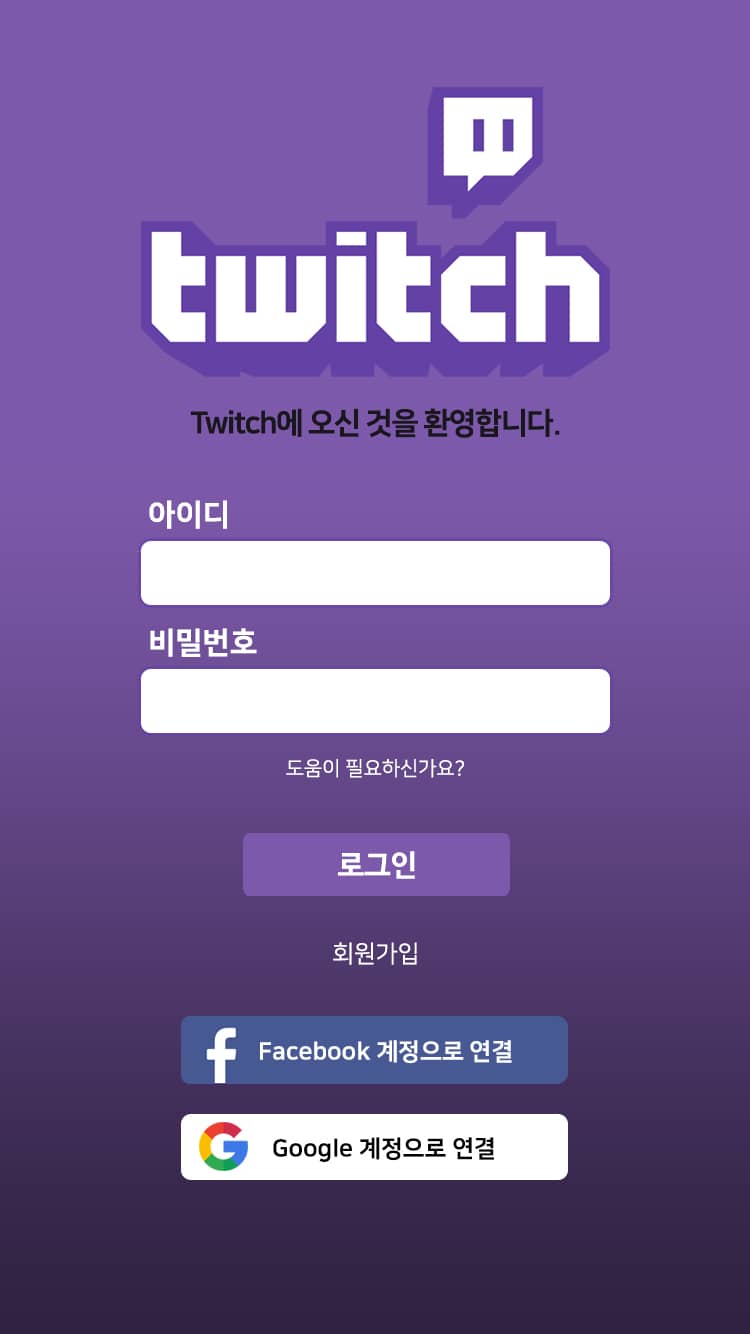 twitch
Twitch에 오신 것을 환영합니다.
아이디
비밀번호
도움이 필요하신가요?
로그인
회원가입
Facebook 계정으로 연결
Google 계정으로 연결